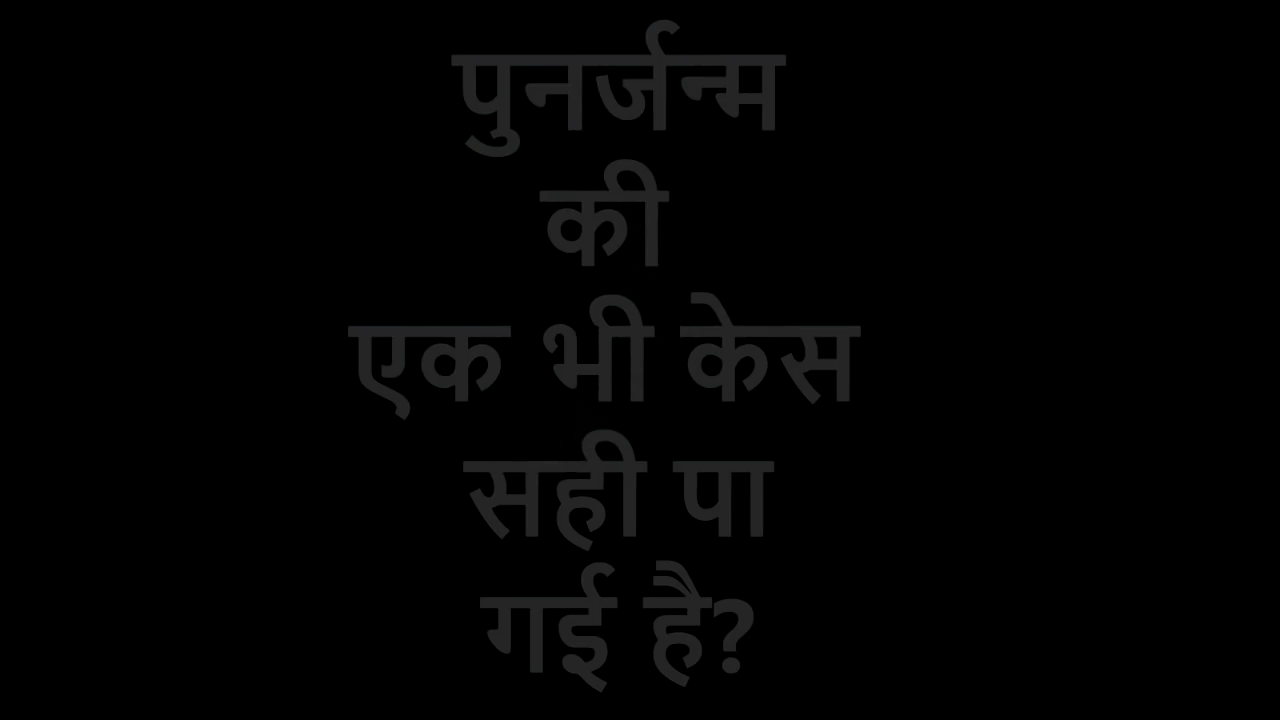 पुनर्जन्म
की
एक भी केस
सही पा
गई है?